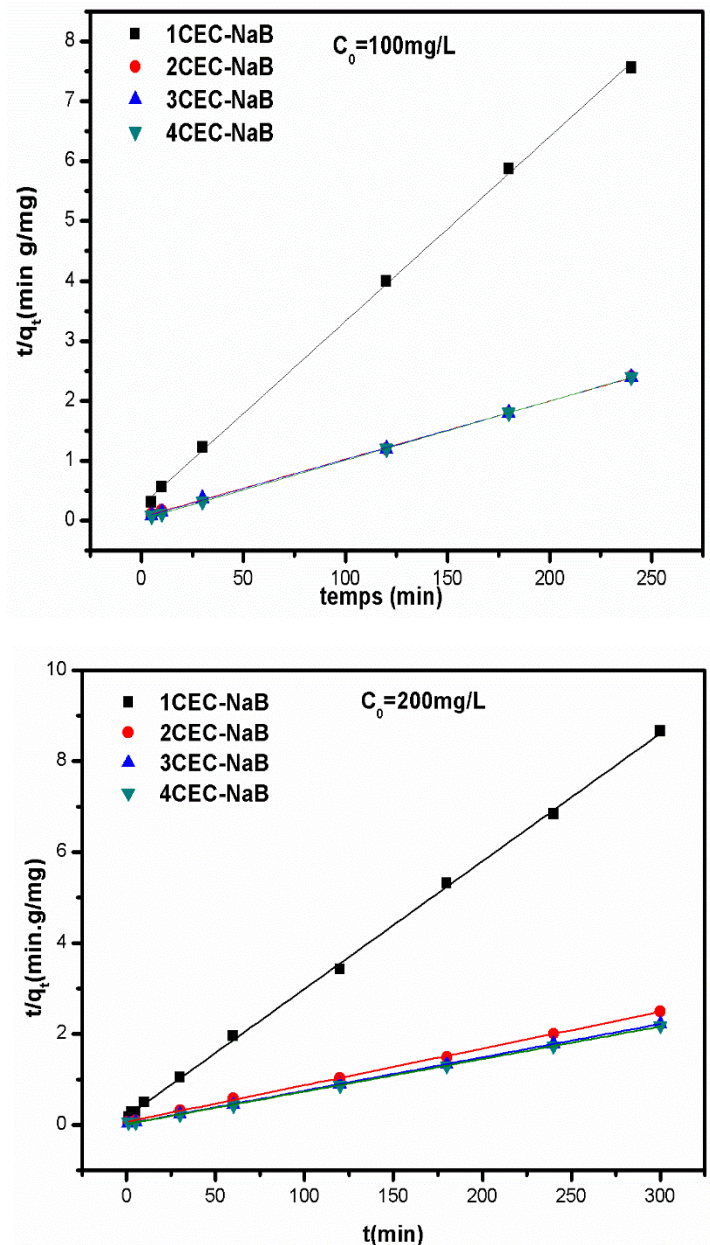 C₀=100mg/L
1CEC-NaB
2CEC-NaB
3CEC-NaB
4CEC-NaB
t/qₜ(min g/mg)
8
7
6
5
4
3
2
1
0
0 50 100 150 200 250
temps (min)
C₀=200mg/L
1CEC-NaB
2CEC-NaB
3CEC-NaB
4CEC-NaB
t/qₜ(min.g/mg)
10
8
6
4
2
0
0 50 100 150 200 250 300
t(min)